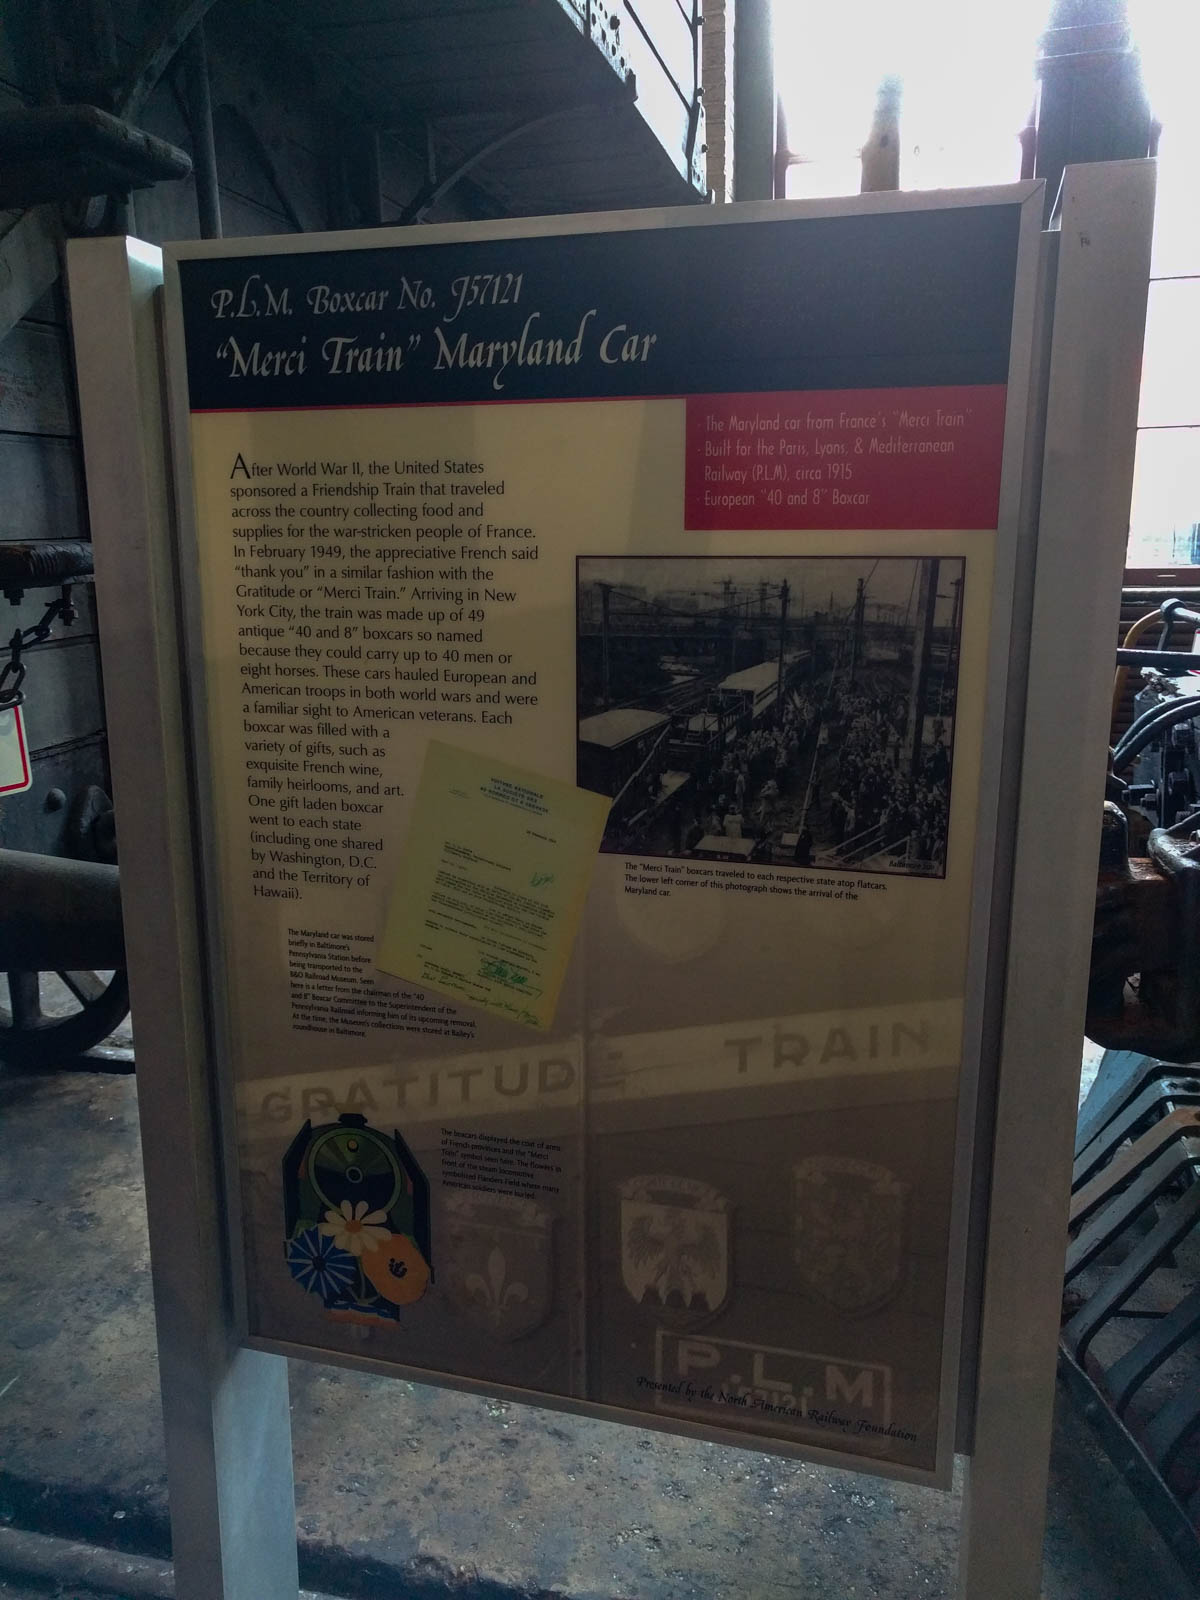 P.L.M. Boxcar No. J57121
"Merci Train" Maryland Car
· The Maryland car from France's "Merci Train"
· Built for the Paris, Lyons, & Mediterranean
Railway (P.L.M), circa 1915
· European "40 and 8" Boxcar
After World War II, the United States
sponsored a Friendship Train that traveled
across the country collecting food and
supplies for the war-stricken people of France.
In February 1949, the appreciative French said
"thank you" in a similar fashion with the
Gratitude or "Merci Train." Arriving in New
York City, the train was made up of 49
antique "40 and 8" boxcars so named
because they could carry up to 40 men or
eight horses. These cars hauled European and
American troops in both world wars and were
a familiar sight to American veterans. Each
boxcar was filled with a
variety of gifts, such as
exquisite French wine,
family heirlooms, and art.
One gift laden boxcar
went to each state
(including one shared
by Washington, D.C.
and the Territory of
Hawaii).
Baltimore Sun
The "Merci Train" boxcars traveled to each respective state atop flatcars.
The lower left corner of this photograph shows the arrival of the
Maryland car.
VOITURE NATIONALE
LA SOCIÉTÉ DES
40 HOMMES ET 8 CHEVAUX
The Maryland car was stored
briefly in Baltimore's
Pennsylvania Station before
being transported to the
B&O Railroad Museum. Seen
here is a letter from the chairman of the "40
and 8" Boxcar Committee to the Superintendent of the
Pennsylvania Railroad informing him of its upcoming removal.
At the time, the Museum's collections were stored at Bailey's
roundhouse in Baltimore.
GRATITUDE TRAIN
The boxcars displayed the coat of arms
of French provinces and the "Merci
Train" symbol seen here. The flowers in
front of the steam locomotive
symbolized Flanders Field where many
American soldiers were buried.
P.L.M
Presented by the North American Railway Foundation